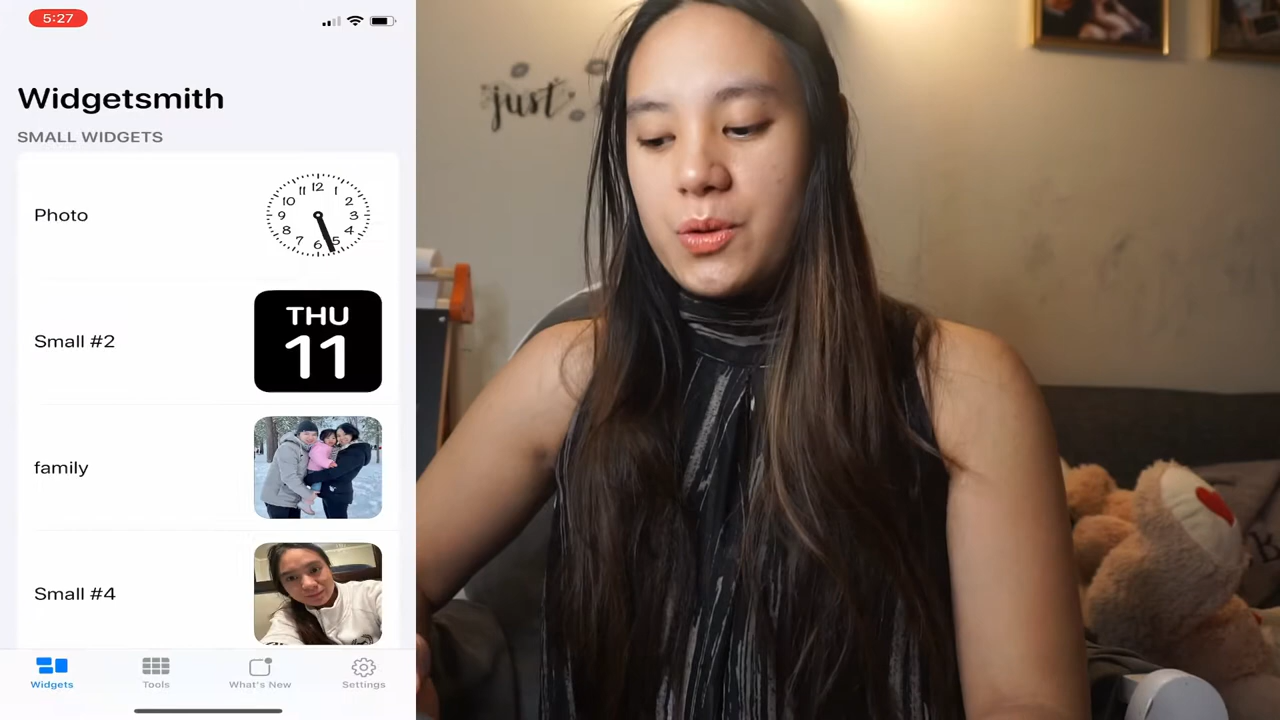 5:27
Widgetsmith
SMALL WIDGETS
Photo
12
11 1
10 2
9 3
8 4
7 5
6
Small #2
THU
11
family
Small #4
Widgets
Tools
What's New
Settings
just